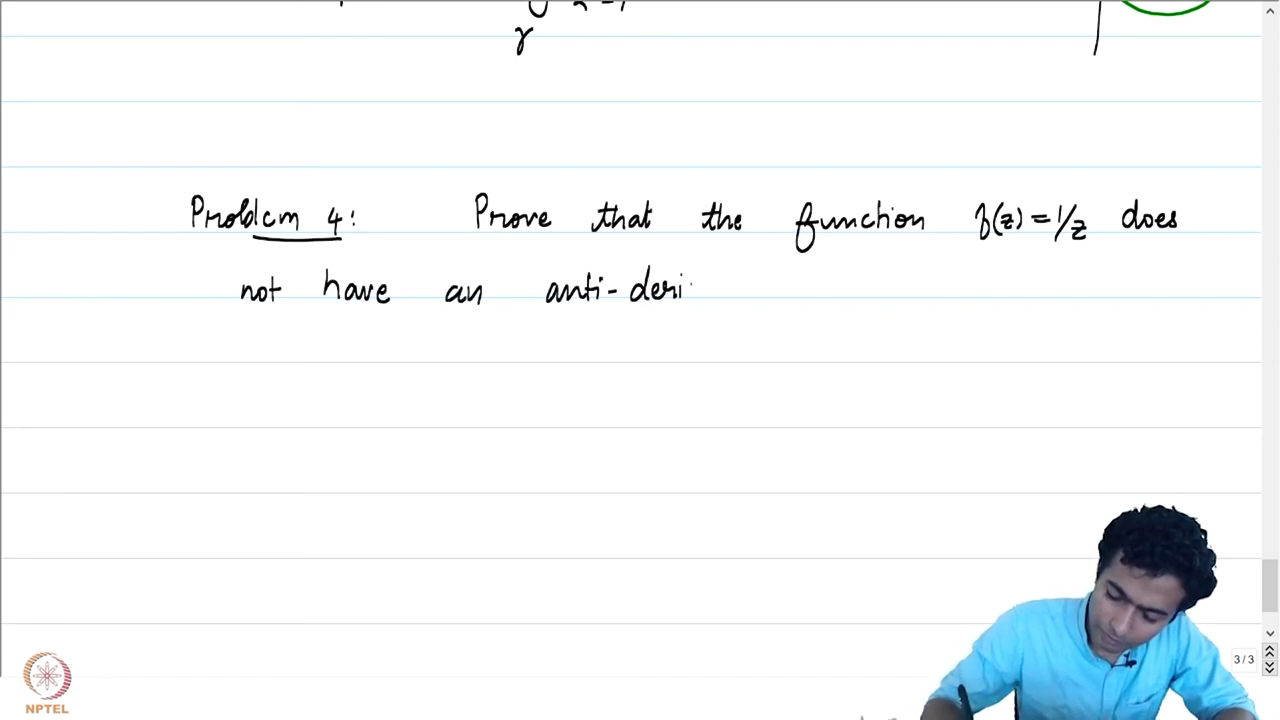 γ
Problem 4: Prove that the function f(z) = 1/z does
not have an anti-deri
3/3
NPTEL